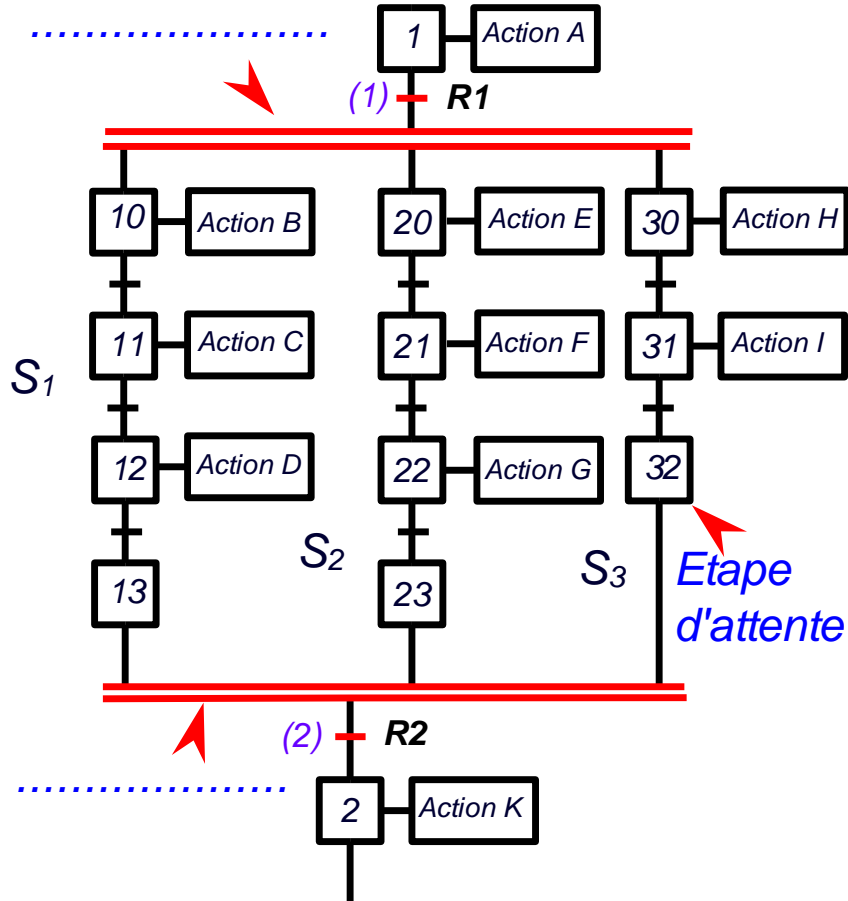 1 Action A
(1) R1
10 Action B 20 Action E 30 Action H
11 Action C 21 Action F 31 Action I
S1
12 Action D 22 Action G 32
S2 S3 Etape
13 23 d'attente
(2) R2
2 Action K